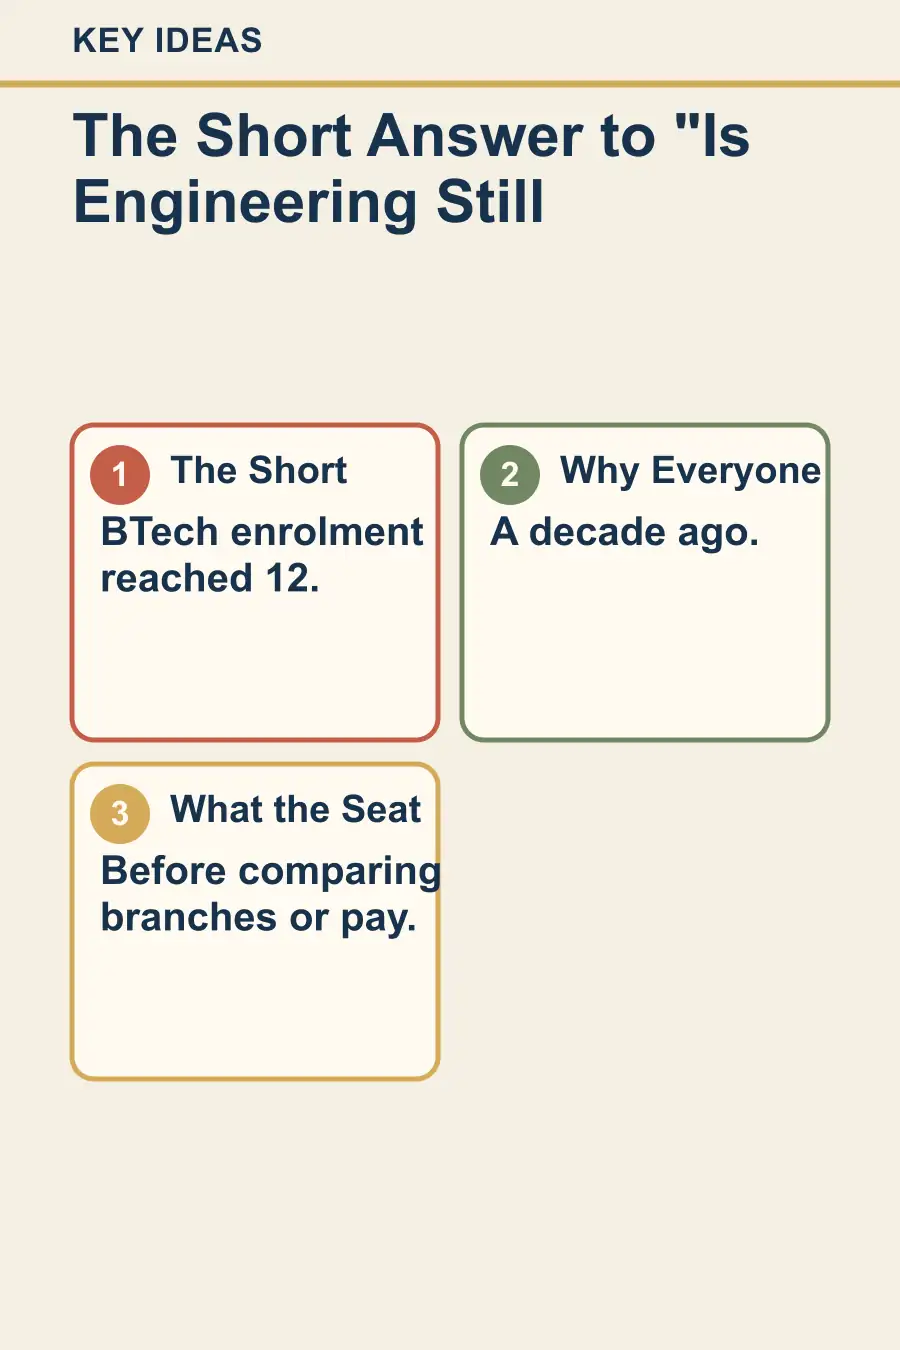 KEY IDEAS
The Short Answer to "Is
Engineering Still
1
The Short
BTech enrolment
reached 12.
2
Why Everyone
A decade ago.
3
What the Seat
Before comparing
branches or pay.